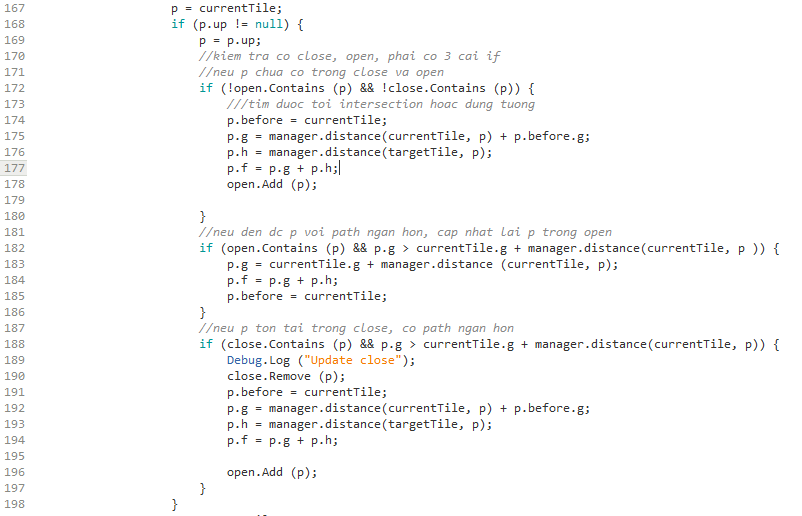 167 p = currentTile;
168 if (p.up != null) {
169 p = p.up;
170 //kiem tra co close, open, phai co 3 cai if
171 //neu p chua co trong close va open
172 if (!open.Contains (p) && !close.Contains (p)) {
173 ///tim duoc toi intersection hoac dung tuong
174 p.before = currentTile;
175 p.g = manager.distance(currentTile, p) + p.before.g;
176 p.h = manager.distance(targetTile, p);
177 p.f = p.g + p.h;
178 open.Add (p);
179
180 }
181 //neu den dc p voi path ngan hon, cap nhat lai p trong open
182 if (open.Contains (p) && p.g > currentTile.g + manager.distance(currentTile, p )) {
183 p.g = currentTile.g + manager.distance (currentTile, p);
184 p.f = p.g + p.h;
185 p.before = currentTile;
186 }
187 //neu p ton tai trong close, co path ngan hon
188 if (close.Contains (p) && p.g > currentTile.g + manager.distance(currentTile, p)) {
189 Debug.Log ("Update close");
190 close.Remove (p);
191 p.before = currentTile;
192 p.g = manager.distance(currentTile, p) + p.before.g;
193 p.h = manager.distance(targetTile, p);
194 p.f = p.g + p.h;
195
196 open.Add (p);
197 }
198 }